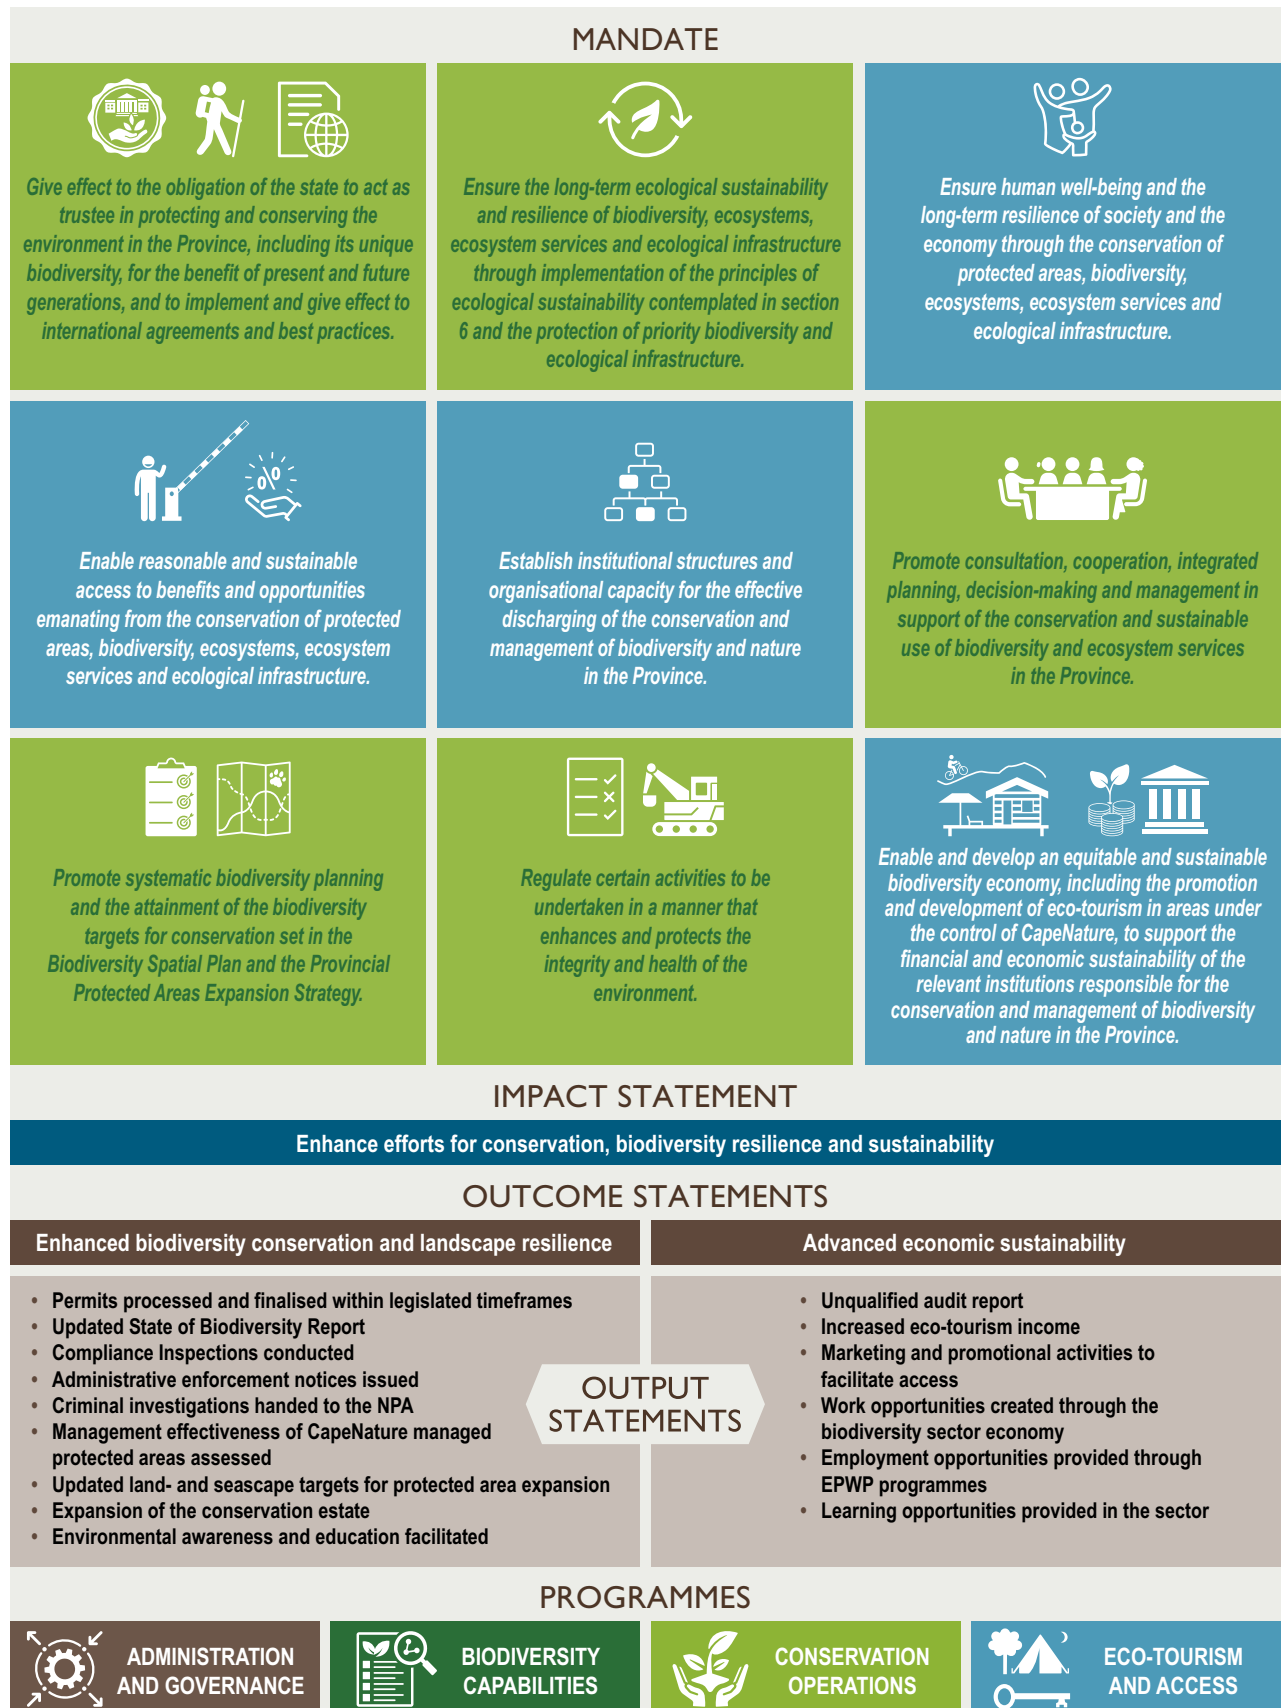 MANDATE
Give effect to the obligation of the state to act as
trustee in protecting and conserving the
environment in the Province, including its unique
biodiversity, for the benefit of present and future
generations, and to implement and give effect to
international agreements and best practices.
Ensure the long-term ecological sustainability
and resilience of biodiversity, ecosystems,
ecosystem services and ecological infrastructure
through implementation of the principles of
ecological sustainability contemplated in section
6 and the protection of priority biodiversity and
ecological infrastructure.
Ensure human well-being and the
long-term resilience of society and the
economy through the conservation of
protected areas, biodiversity,
ecosystems, ecosystem services and
ecological infrastructure.
Enable reasonable and sustainable
access to benefits and opportunities
emanating from the conservation of protected
areas, biodiversity, ecosystems, ecosystem
services and ecological infrastructure.
Establish institutional structures and
organisational capacity for the effective
discharging of the conservation and
management of biodiversity and nature
in the Province.
Promote consultation, cooperation, integrated
planning, decision-making and management in
support of the conservation and sustainable
use of biodiversity and ecosystem services
in the Province.
Promote systematic biodiversity planning
and the attainment of the biodiversity
targets for conservation set in the
Biodiversity Spatial Plan and the Provincial
Protected Areas Expansion Strategy.
Regulate certain activities to be
undertaken in a manner that
enhances and protects the
integrity and health of the
environment.
Enable and develop an equitable and sustainable
biodiversity economy, including the promotion
and development of eco-tourism in areas under
the control of CapeNature, to support the
financial and economic sustainability of the
relevant institutions responsible for the
conservation and management of biodiversity
and nature in the Province.
IMPACT STATEMENT
Enhance efforts for conservation, biodiversity resilience and sustainability
OUTCOME STATEMENTS
Enhanced biodiversity conservation and landscape resilience
Advanced economic sustainability
• Permits processed and finalised within legislated timeframes
• Updated State of Biodiversity Report
• Compliance Inspections conducted
• Administrative enforcement notices issued
• Criminal investigations handed to the NPA
• Management effectiveness of CapeNature managed
protected areas assessed
• Updated land- and seascape targets for protected area expansion
• Expansion of the conservation estate
• Environmental awareness and education facilitated
OUTPUT
STATEMENTS
• Unqualified audit report
• Increased eco-tourism income
• Marketing and promotional activities to
facilitate access
• Work opportunities created through the
biodiversity sector economy
• Employment opportunities provided through
EPWP programmes
• Learning opportunities provided in the sector
PROGRAMMES
ADMINISTRATION
AND GOVERNANCE
BIODIVERSITY
CAPABILITIES
CONSERVATION
OPERATIONS
ECO-TOURISM
AND ACCESS